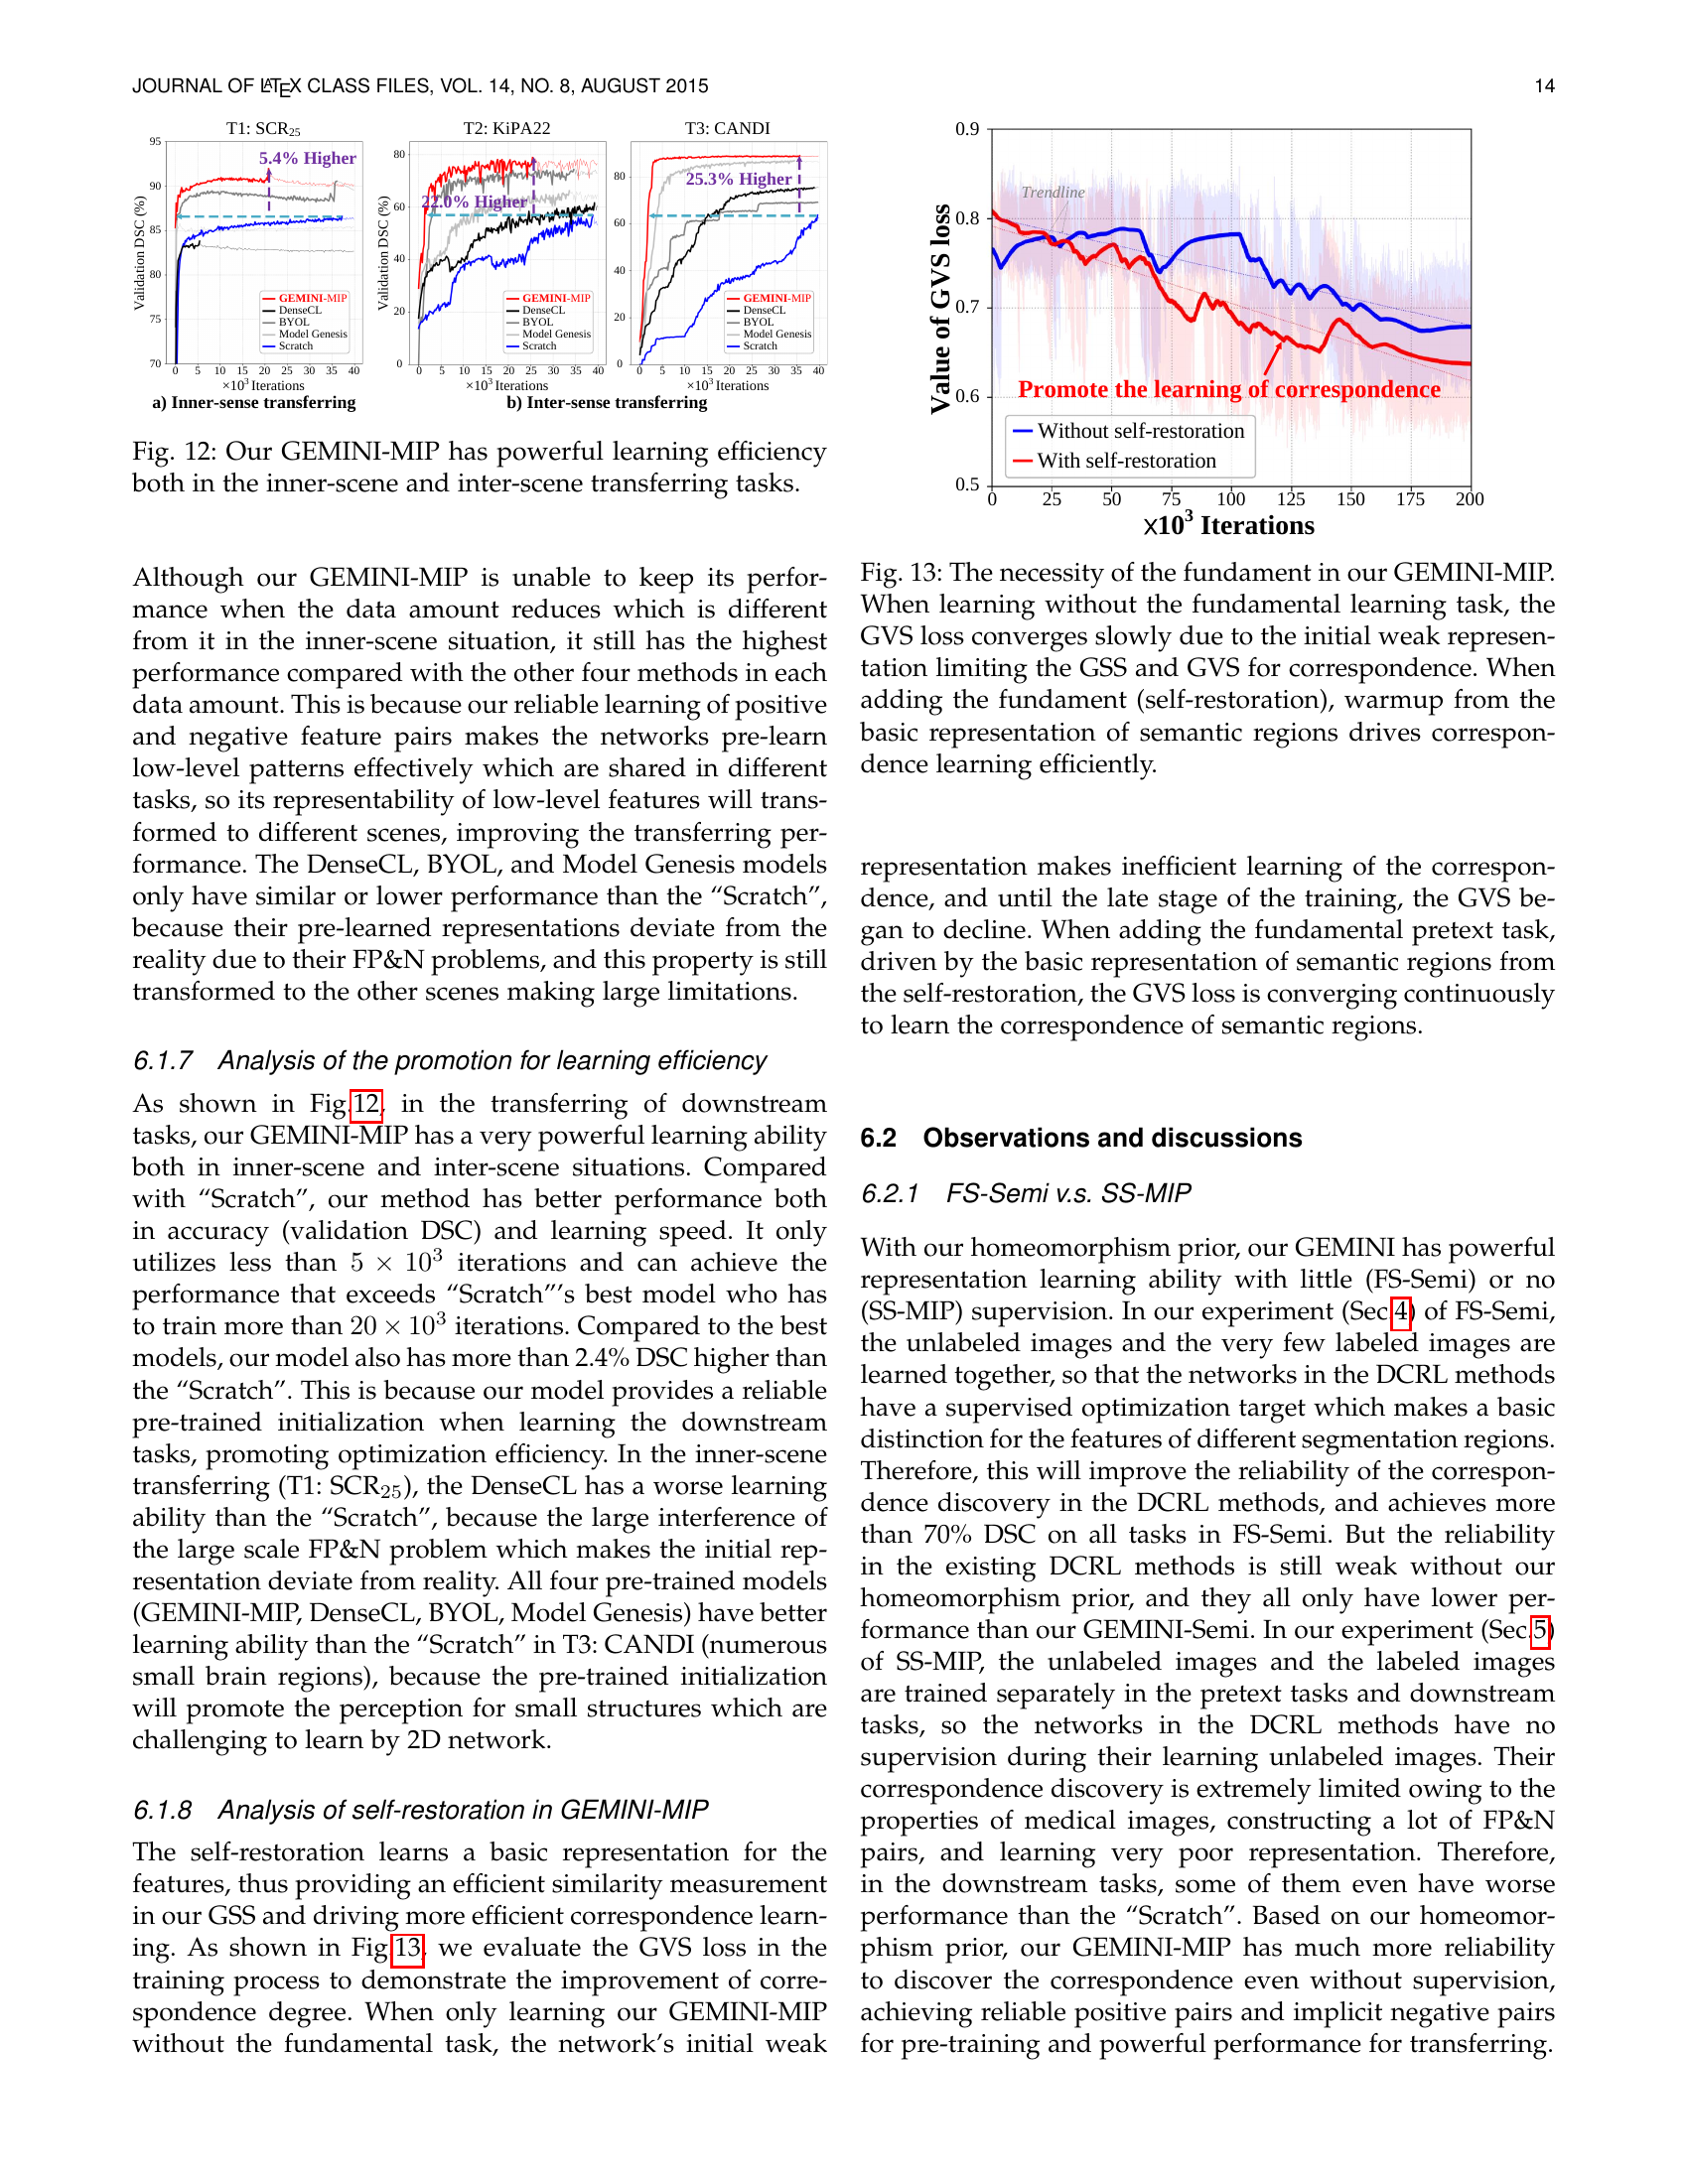 JOURNAL OF LATEX CLASS FILES, VOL. 14, NO. 8, AUGUST 2015
14
T1: SCR25
Validation DSC (%)
95
90
85
80
75
70
5.4% Higher
GEMINI-MIP
DenseCL
BYOL
Model Genesis
Scratch
0 5 10 15 20 25 30 35 40
×10³ Iterations
a) Inner-sense transferring
T2: KiPA22
Validation DSC (%)
80
60
40
20
0
22.0% Higher
GEMINI-MIP
DenseCL
BYOL
Model Genesis
Scratch
0 5 10 15 20 25 30 35 40
×10³ Iterations
T3: CANDI
80
60
40
20
0
25.3% Higher
GEMINI-MIP
DenseCL
BYOL
Model Genesis
Scratch
0 5 10 15 20 25 30 35 40
×10³ Iterations
b) Inter-sense transferring
Fig. 12: Our GEMINI-MIP has powerful learning efficiency
both in the inner-scene and inter-scene transferring tasks.
Although our GEMINI-MIP is unable to keep its perfor-
mance when the data amount reduces which is different
from it in the inner-scene situation, it still has the highest
performance compared with the other four methods in each
data amount. This is because our reliable learning of positive
and negative feature pairs makes the networks pre-learn
low-level patterns effectively which are shared in different
tasks, so its representability of low-level features will trans-
formed to different scenes, improving the transferring per-
formance. The DenseCL, BYOL, and Model Genesis models
only have similar or lower performance than the “Scratch”,
because their pre-learned representations deviate from the
reality due to their FP&N problems, and this property is still
transformed to the other scenes making large limitations.
6.1.7 Analysis of the promotion for learning efficiency
As shown in Fig.12, in the transferring of downstream
tasks, our GEMINI-MIP has a very powerful learning ability
both in inner-scene and inter-scene situations. Compared
with “Scratch”, our method has better performance both
in accuracy (validation DSC) and learning speed. It only
utilizes less than 5 × 10³ iterations and can achieve the
performance that exceeds “Scratch”’s best model who has
to train more than 20 × 10³ iterations. Compared to the best
models, our model also has more than 2.4% DSC higher than
the “Scratch”. This is because our model provides a reliable
pre-trained initialization when learning the downstream
tasks, promoting optimization efficiency. In the inner-scene
transferring (T1: SCR25), the DenseCL has a worse learning
ability than the “Scratch”, because the large interference of
the large scale FP&N problem which makes the initial rep-
resentation deviate from reality. All four pre-trained models
(GEMINI-MIP, DenseCL, BYOL, Model Genesis) have better
learning ability than the “Scratch” in T3: CANDI (numerous
small brain regions), because the pre-trained initialization
will promote the perception for small structures which are
challenging to learn by 2D network.
6.1.8 Analysis of self-restoration in GEMINI-MIP
The self-restoration learns a basic representation for the
features, thus providing an efficient similarity measurement
in our GSS and driving more efficient correspondence learn-
ing. As shown in Fig.13, we evaluate the GVS loss in the
training process to demonstrate the improvement of corre-
spondence degree. When only learning our GEMINI-MIP
without the fundamental task, the network’s initial weak
Value of GVS loss
0.9
0.8
0.7
0.6
0.5
Trendline
Promote the learning of correspondence
Without self-restoration
With self-restoration
0 25 50 75 100 125 150 175 200
×10³ Iterations
Fig. 13: The necessity of the fundament in our GEMINI-MIP.
When learning without the fundamental learning task, the
GVS loss converges slowly due to the initial weak represen-
tation limiting the GSS and GVS for correspondence. When
adding the fundament (self-restoration), warmup from the
basic representation of semantic regions drives correspon-
dence learning efficiently.
representation makes inefficient learning of the correspon-
dence, and until the late stage of the training, the GVS be-
gan to decline. When adding the fundamental pretext task,
driven by the basic representation of semantic regions from
the self-restoration, the GVS loss is converging continuously
to learn the correspondence of semantic regions.
6.2 Observations and discussions
6.2.1 FS-Semi v.s. SS-MIP
With our homeomorphism prior, our GEMINI has powerful
representation learning ability with little (FS-Semi) or no
(SS-MIP) supervision. In our experiment (Sec.4) of FS-Semi,
the unlabeled images and the very few labeled images are
learned together, so that the networks in the DCRL methods
have a supervised optimization target which makes a basic
distinction for the features of different segmentation regions.
Therefore, this will improve the reliability of the correspon-
dence discovery in the DCRL methods, and achieves more
than 70% DSC on all tasks in FS-Semi. But the reliability
in the existing DCRL methods is still weak without our
homeomorphism prior, and they all only have lower per-
formance than our GEMINI-Semi. In our experiment (Sec.5)
of SS-MIP, the unlabeled images and the labeled images
are trained separately in the pretext tasks and downstream
tasks, so the networks in the DCRL methods have no
supervision during their learning unlabeled images. Their
correspondence discovery is extremely limited owing to the
properties of medical images, constructing a lot of FP&N
pairs, and learning very poor representation. Therefore,
in the downstream tasks, some of them even have worse
performance than the “Scratch”. Based on our homeomor-
phism prior, our GEMINI-MIP has much more reliability
to discover the correspondence even without supervision,
achieving reliable positive pairs and implicit negative pairs
for pre-training and powerful performance for transferring.